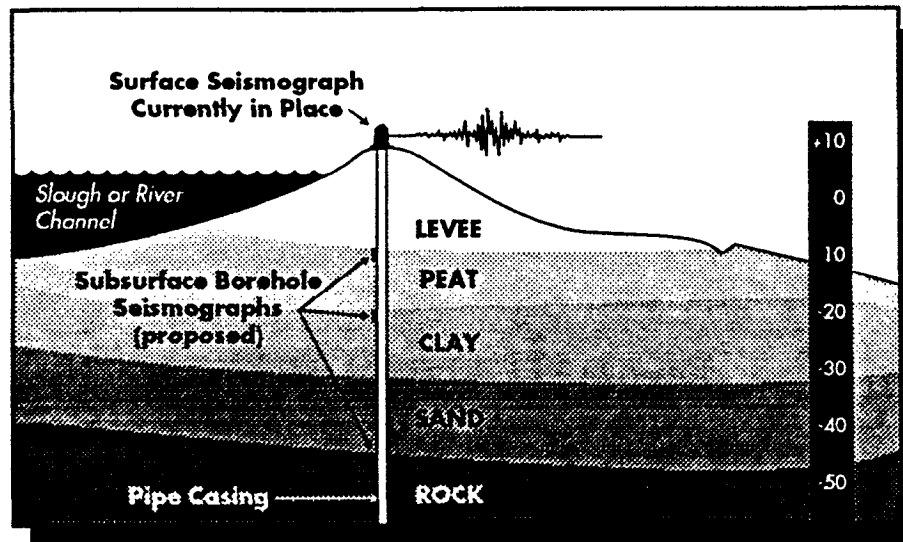 Surface Seismograph
Currently in Place
+10
Slough or River
Channel
0
LEVEE
10
Subsurface Borehole
Seismographs
(proposed)
PEAT
-20
CLAY
-30
SAND
-40
-50
Pipe Casing
ROCK